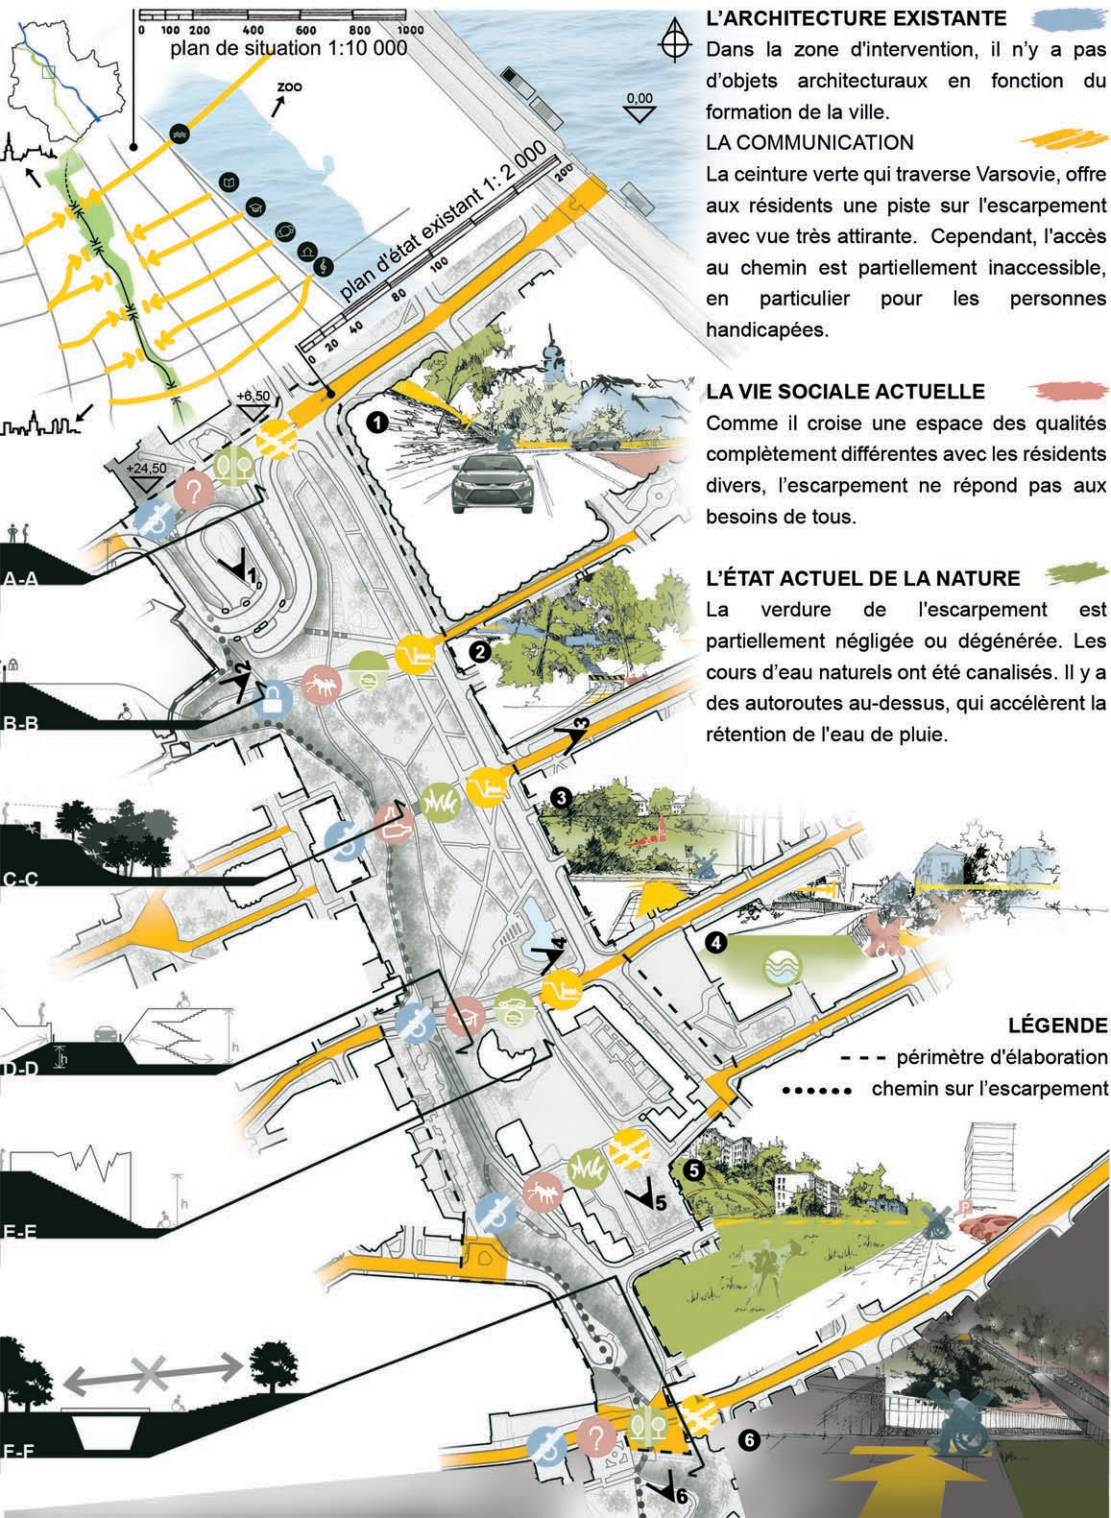 0 100 200 400 600 800 1000
plan de situation 1:10 000
ZOO
0,00
plan d'état existant 1: 2 000
0 20 40 80 100 200
+6,50
+24,50
L'ARCHITECTURE EXISTANTE
Dans la zone d'intervention, il n'y a pas
d'objets architecturaux en fonction du
formation de la ville.
LA COMMUNICATION
La ceinture verte qui traverse Varsovie, offre
aux résidents une piste sur l'escarpement
avec vue très attirante. Cependant, l'accès
au chemin est partiellement inaccessible,
en particulier pour les personnes
handicapées.
LA VIE SOCIALE ACTUELLE
Comme il croise une espace des qualités
complètement différentes avec les résidents
divers, l'escarpement ne répond pas aux
besoins de tous.
L'ÉTAT ACTUEL DE LA NATURE
La verdure de l'escarpement est
partiellement négligée ou dégénérée. Les
cours d'eau naturels ont été canalisés. Il y a
des autoroutes au-dessus, qui accélèrent la
rétention de l'eau de pluie.
LÉGENDE
périmètre d'élaboration
chemin sur l'escarpement
A-A
h
B-B
C-C
D-D
h
h
E-E
h
F-F
?
?
1
2
3
4
5
6
1
2
3
4
5
6
P